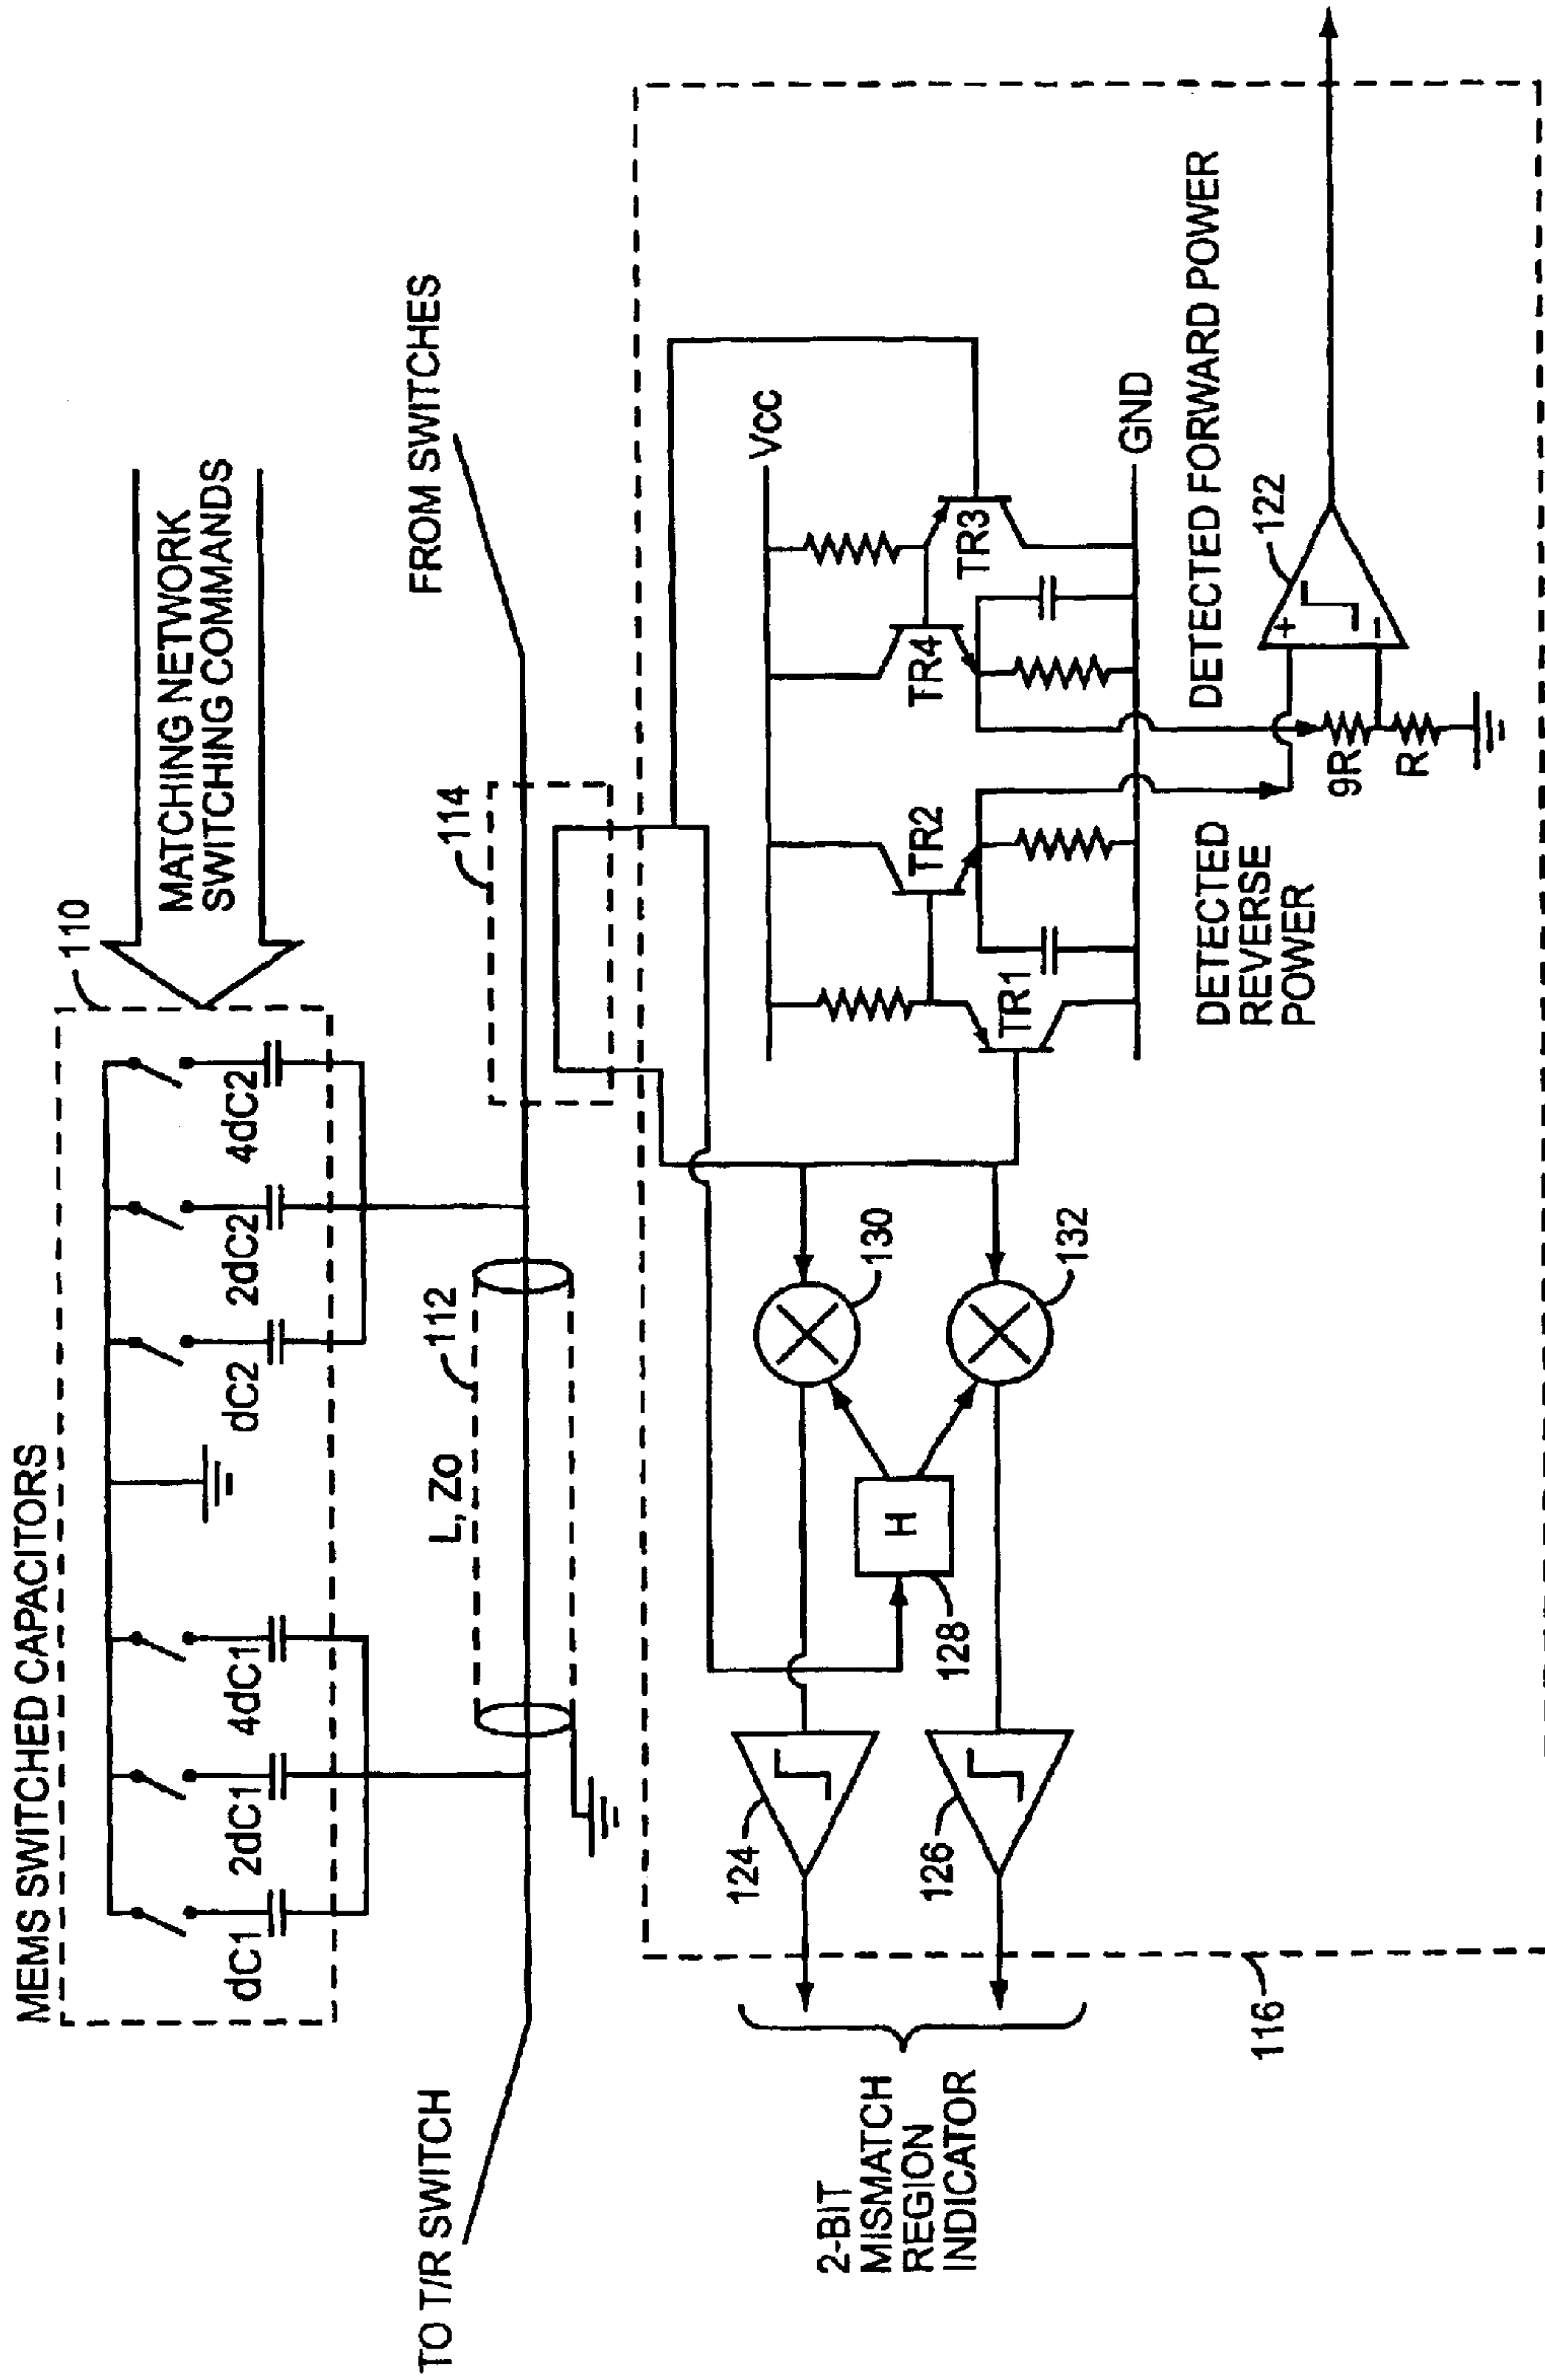 MEMS SWITCHED CAPACITORS
110
MATCHING NETWORK
SWITCHING COMMANDS
dC1
2dC1
4dC1
dC2
2dC2
4dC2
TO T/R SWITCH
L, Zo
112
114
FROM SWITCHES
2-BIT
MISMATCH
REGION
INDICATOR
124
126
128
H
130
132
Vcc
TR1
TR2
TR4
TR3
GND
DETECTED
REVERSE
POWER
DETECTED FORWARD POWER
9R
R
+
−
122
116